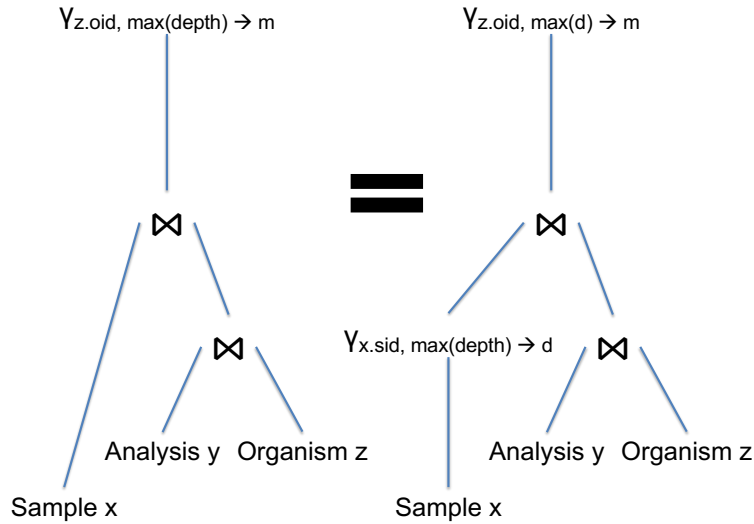 γz.oid, max(depth) → m
γz.oid, max(d) → m
=
⋈
⋈
⋈
γx.sid, max(depth) → d
⋈
Analysis y
Organism z
Analysis y
Organism z
Sample x
Sample x